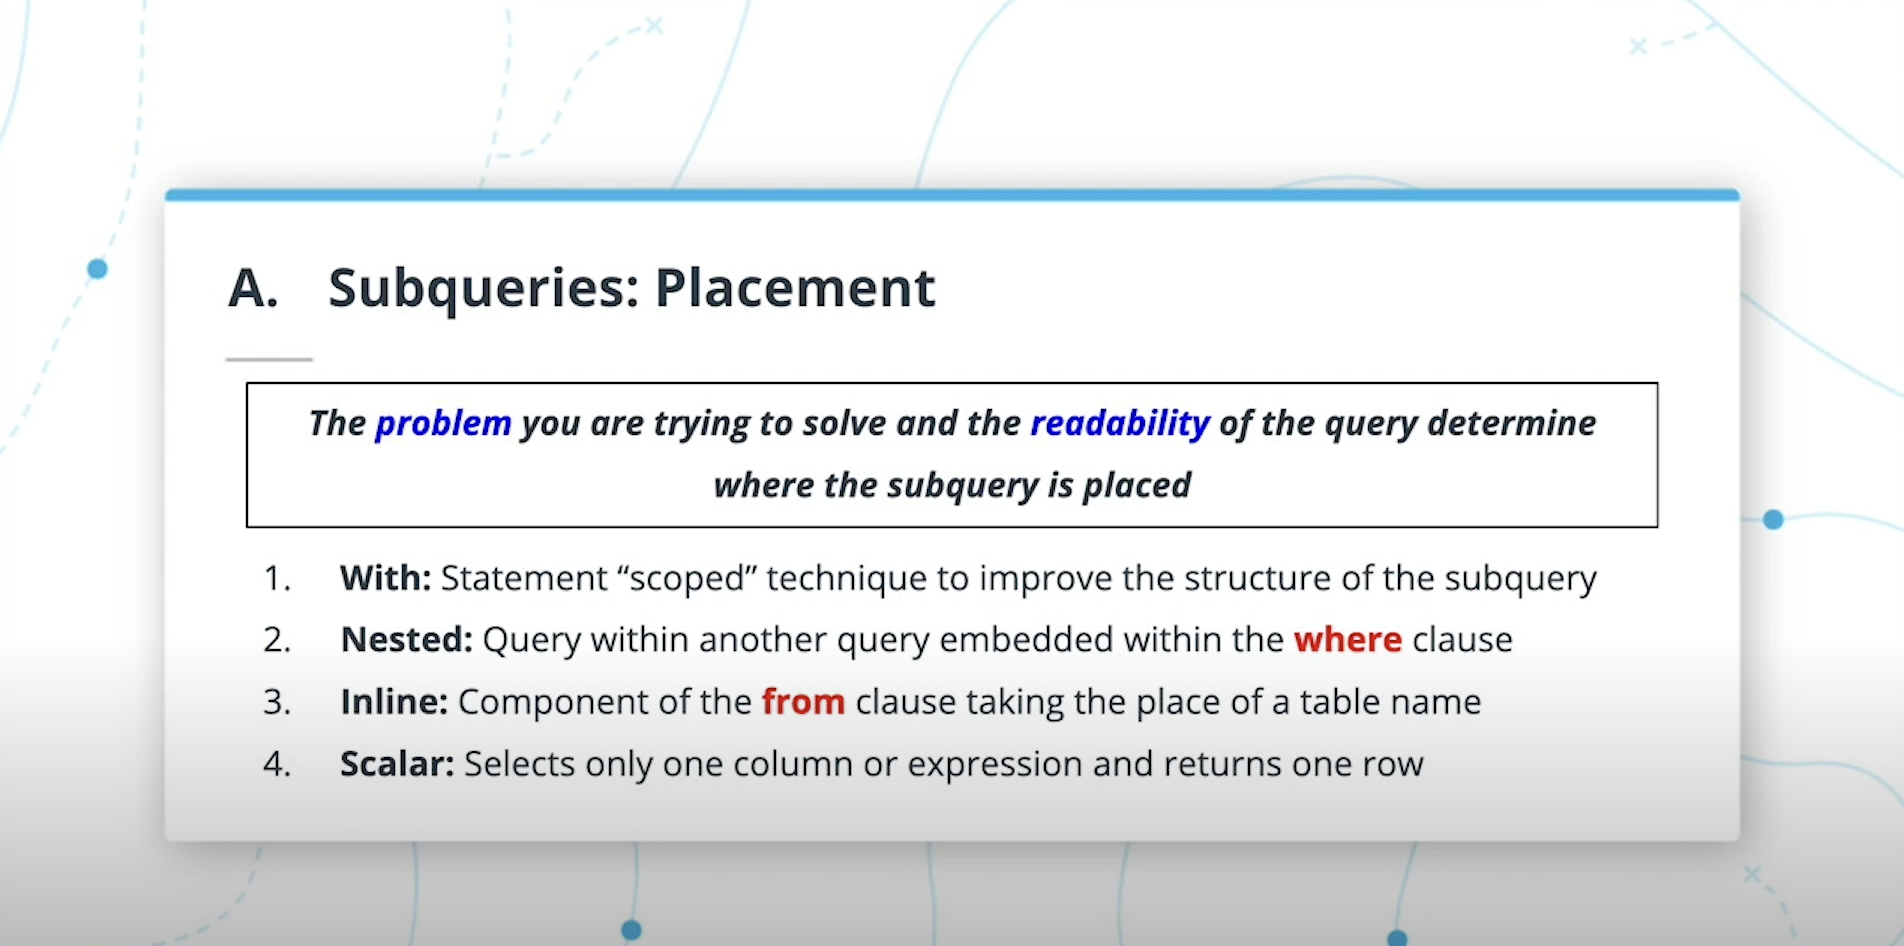 A. Subqueries: Placement
The problem you are trying to solve and the readability of the query determine
where the subquery is placed
1. With: Statement “scoped” technique to improve the structure of the subquery
2. Nested: Query within another query embedded within the where clause
3. Inline: Component of the from clause taking the place of a table name
4. Scalar: Selects only one column or expression and returns one row